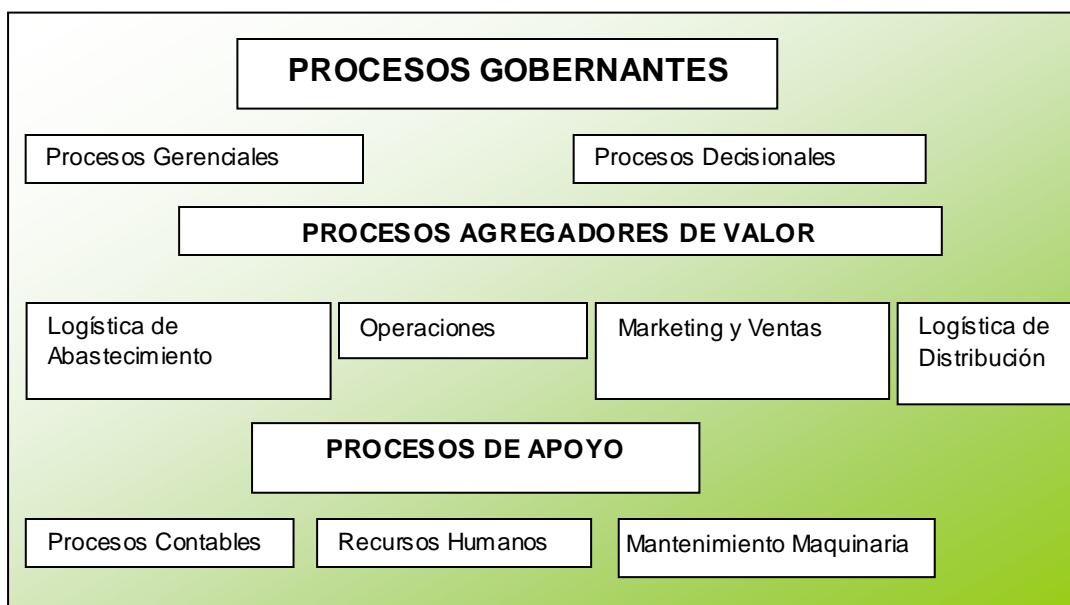 PROCESOS GOBERNANTES
Procesos Gerenciales
Procesos Decisionales
PROCESOS AGREGADORES DE VALOR
Logística de
Abastecimiento
Operaciones
Marketing y Ventas
Logística de
Distribución
PROCESOS DE APOYO
Procesos Contables
Recursos Humanos
Mantenimiento Maquinaria